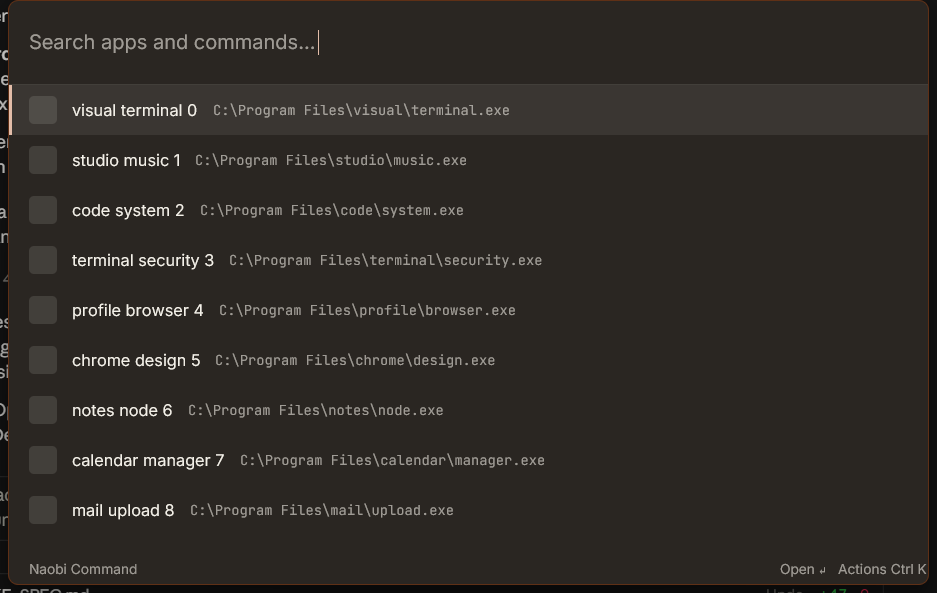 Search apps and commands...
visual terminal 0 C:\Program Files\visual\terminal.exe
studio music 1 C:\Program Files\studio\music.exe
code system 2 C:\Program Files\code\system.exe
terminal security 3 C:\Program Files\terminal\security.exe
profile browser 4 C:\Program Files\profile\browser.exe
chrome design 5 C:\Program Files\chrome\design.exe
notes node 6 C:\Program Files\notes\node.exe
calendar manager 7 C:\Program Files\calendar\manager.exe
mail upload 8 C:\Program Files\mail\upload.exe
Naobi Command Open ↵ Actions Ctrl K